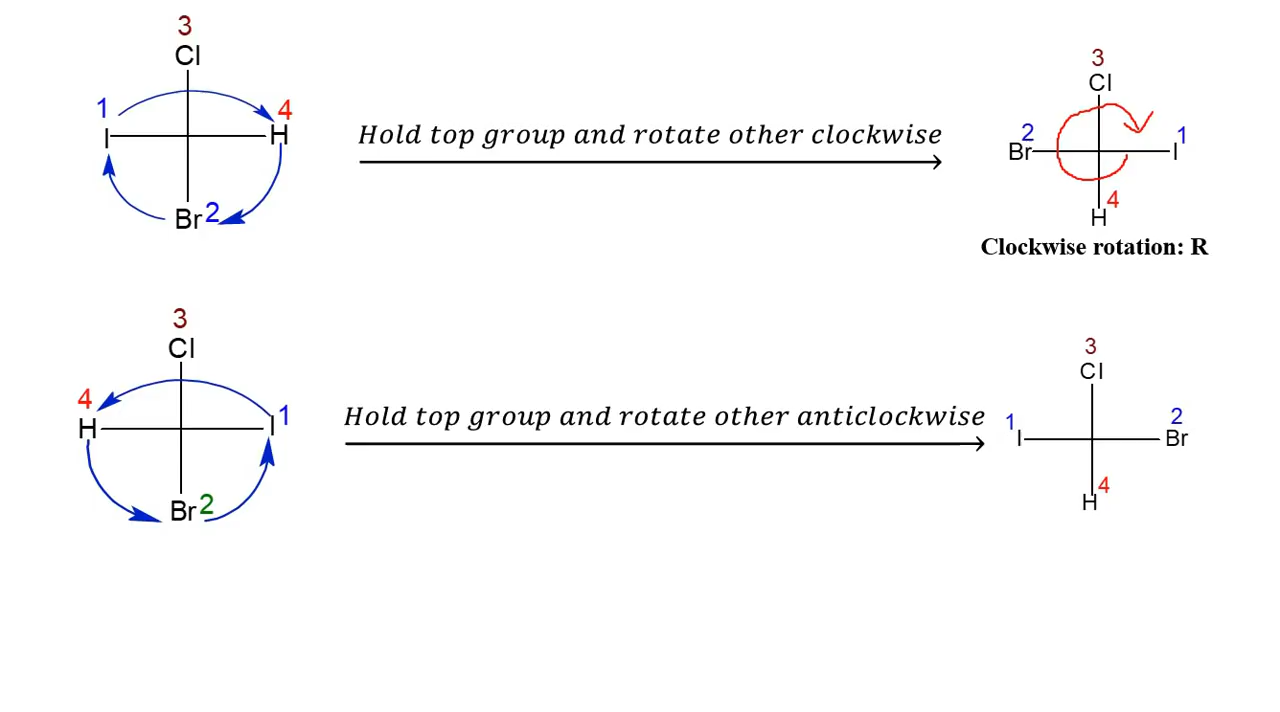 3
Cl
1
4
I
H
Hold top group and rotate other clockwise
Br 2
3
Cl
2
1
Br
I
4
H
Clockwise rotation: R
3
Cl
4
1
H
I
Hold top group and rotate other anticlockwise
Br 2
3
Cl
1
2
I
Br
4
H